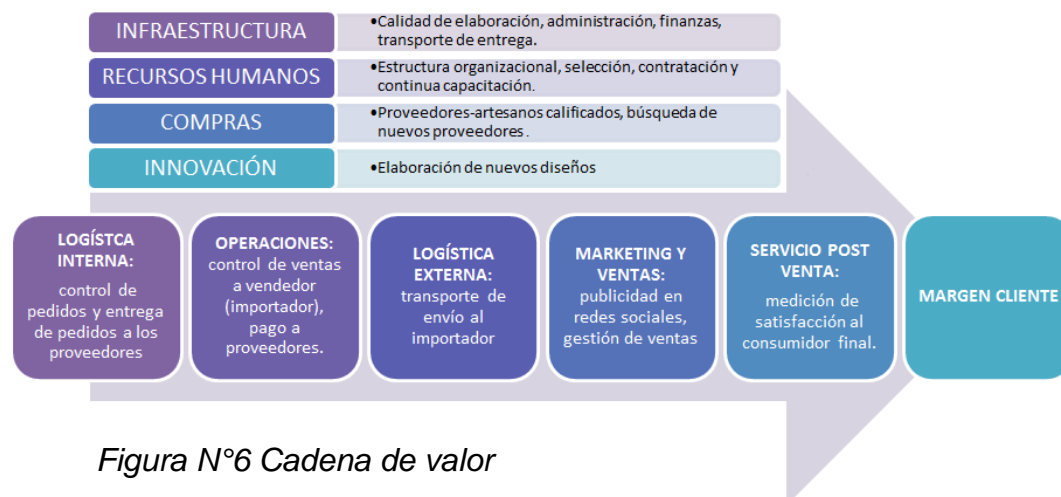 INFRAESTRUCTURA
•Calidad de elaboración, administración, finanzas,
transporte de entrega.
RECURSOS HUMANOS
•Estructura organizacional, selección, contratación y
continua capacitación.
COMPRAS
•Proveedores-artesanos calificados, búsqueda de
nuevos proveedores .
INNOVACIÓN
•Elaboración de nuevos diseños
LOGÍSTCA
INTERNA:
control de
pedidos y entrega
de pedidos a los
proveedores
OPERACIONES:
control de ventas
a vendedor
(importador),
pago a
proveedores.
LOGÍSTICA
EXTERNA:
transporte de
envío al
importador
MARKETING Y
VENTAS:
publicidad en
redes sociales,
gestión de ventas
SERVICIO POST
VENTA:
medición de
satisfacción al
consumidor final.
MARGEN CLIENTE
Figura N°6 Cadena de valor